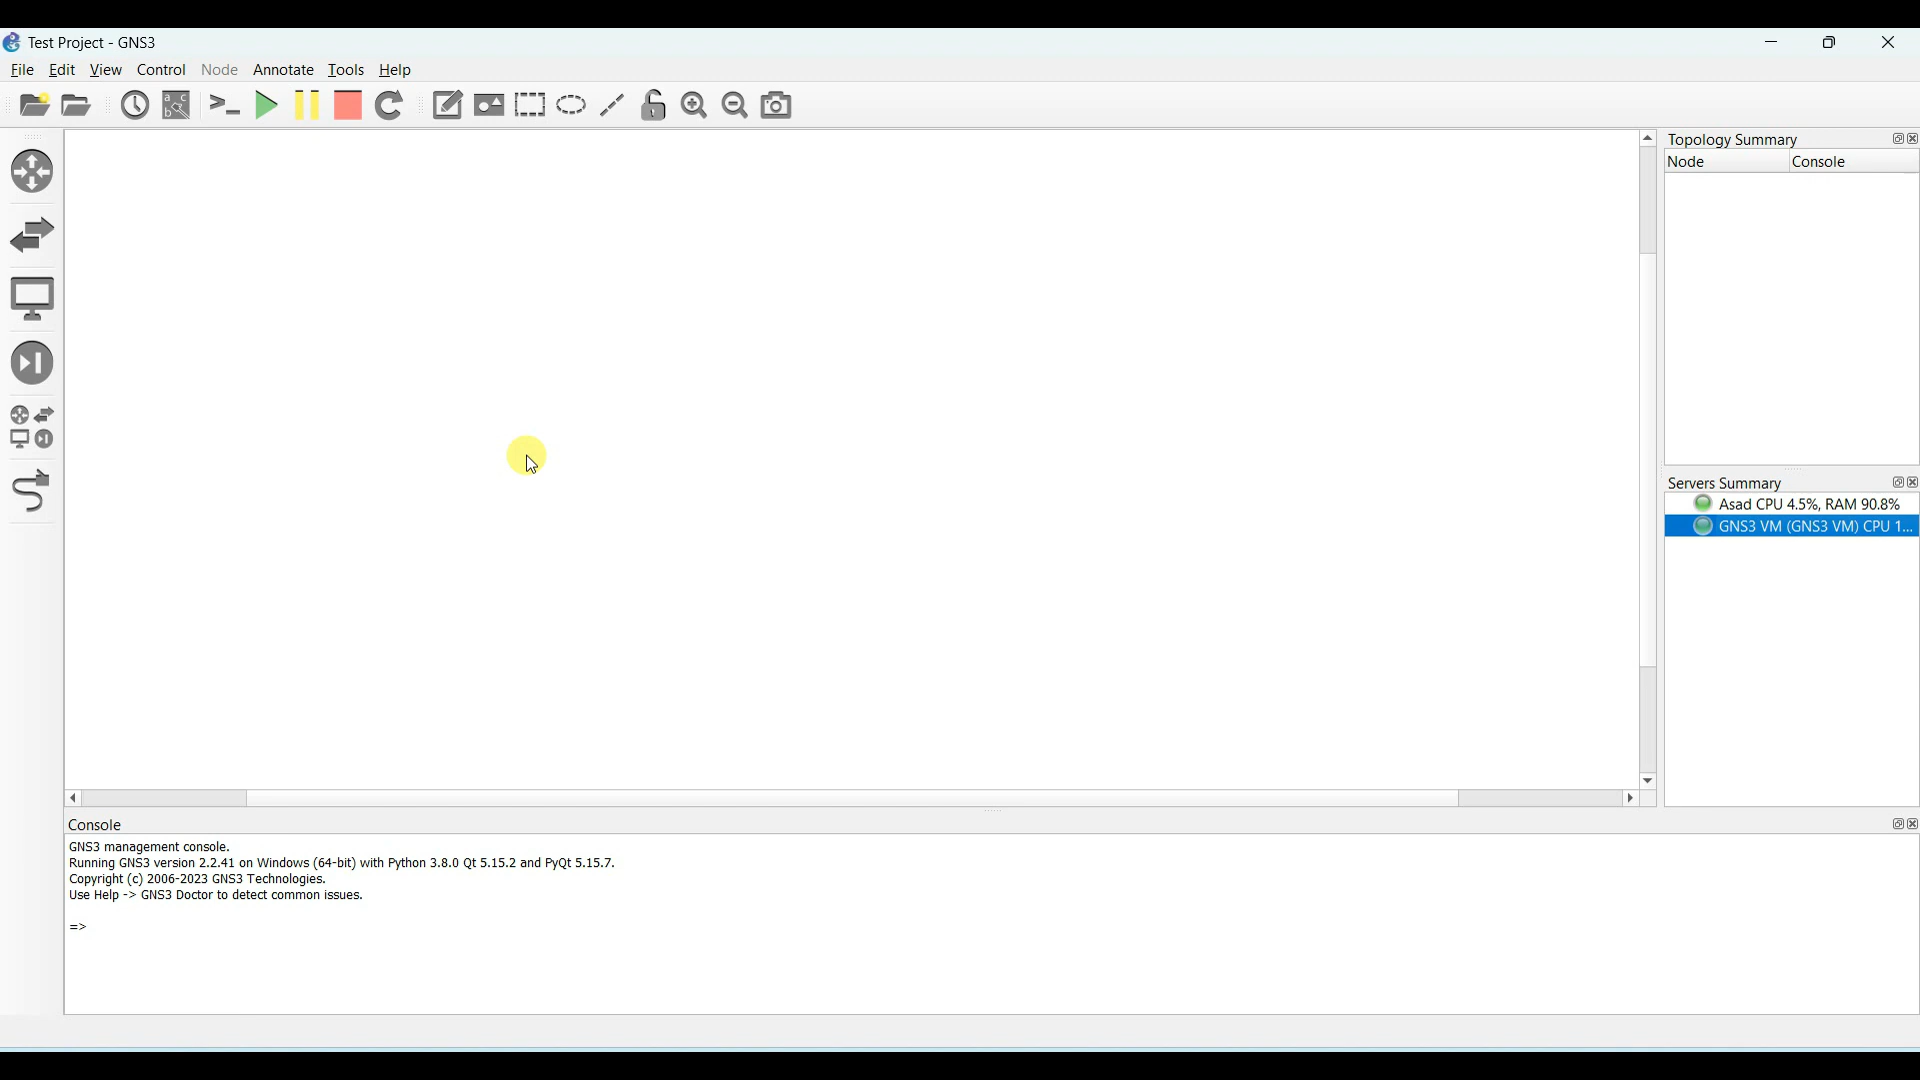 Test Project - GNS3
File Edit View Control Node Annotate Tools Help
Topology Summary
Node Console
Servers Summary
Asad CPU 4.5%, RAM 90.8%
GNS3 VM (GNS3 VM) CPU 1...
Console
GNS3 management console.
Running GNS3 version 2.2.41 on Windows (64-bit) with Python 3.8.0 Qt 5.15.2 and PyQt 5.15.7.
Copyright (c) 2006-2023 GNS3 Technologies.
Use Help -> GNS3 Doctor to detect common issues.
=>